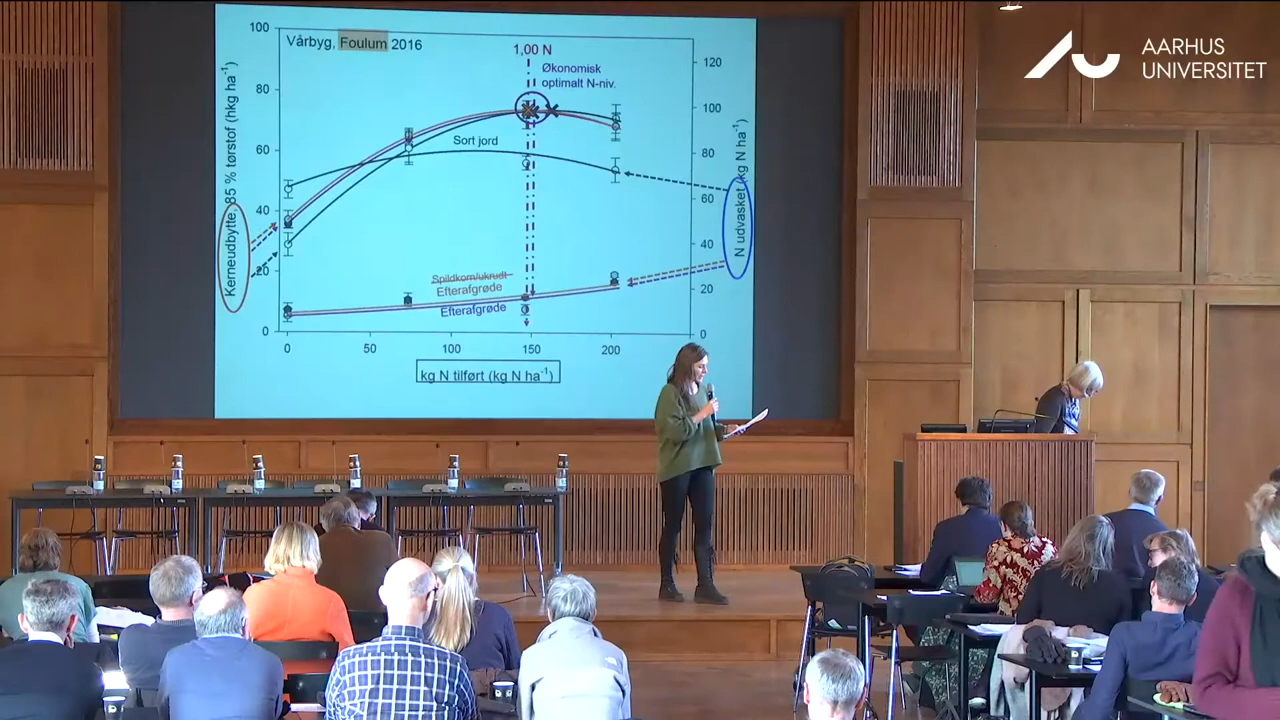 AARHUS
UNIVERSITET
Vårbyg, Foulum 2016
1,00 N
Økonomisk
optimalt N-niv.
Sort jord
Spildkorn/ukrudt
Efterafgrøde
Efterafgrøde
Kerneudbytte, 85 % tørstof (hkg ha-1)
100
80
60
40
20
0
N udvasket (kg N ha-1)
120
100
80
60
40
20
0
0 50 100 150 200
kg N tilført (kg N ha-1)